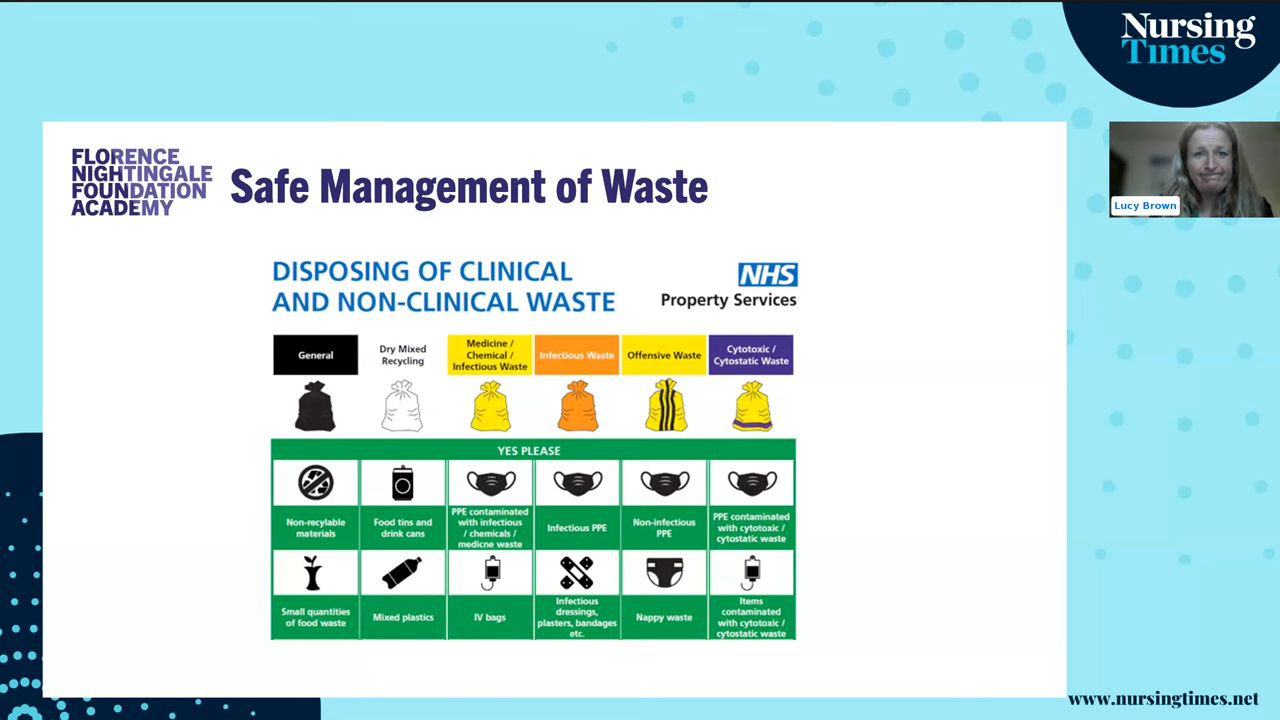 Nursing
Times
FLORENCE
NIGHTINGALE
FOUNDATION
ACADEMY
Safe Management of Waste
Lucy Brown
DISPOSING OF CLINICAL
AND NON-CLINICAL WASTE
NHS
Property Services
General
Dry Mixed
Recycling
Medicine /
Chemical /
Infectious Waste
Infectious Waste
Offensive Waste
Cytotoxic /
Cytostatic Waste
YES PLEASE
Non-recylable
materials
Food tins and
drink cans
PPE contaminated
with infectious
/ chemicals /
medicne waste
Infectious PPE
Non-infectious
PPE
PPE contaminated
with cytotoxic /
cytostatic waste
Small quantities
of food waste
Mixed plastics
IV bags
Infectious
dressings,
plasters, bandages
etc.
Nappy waste
Items
contaminated
with cytotoxic /
cytostatic waste
www.nursingtimes.net